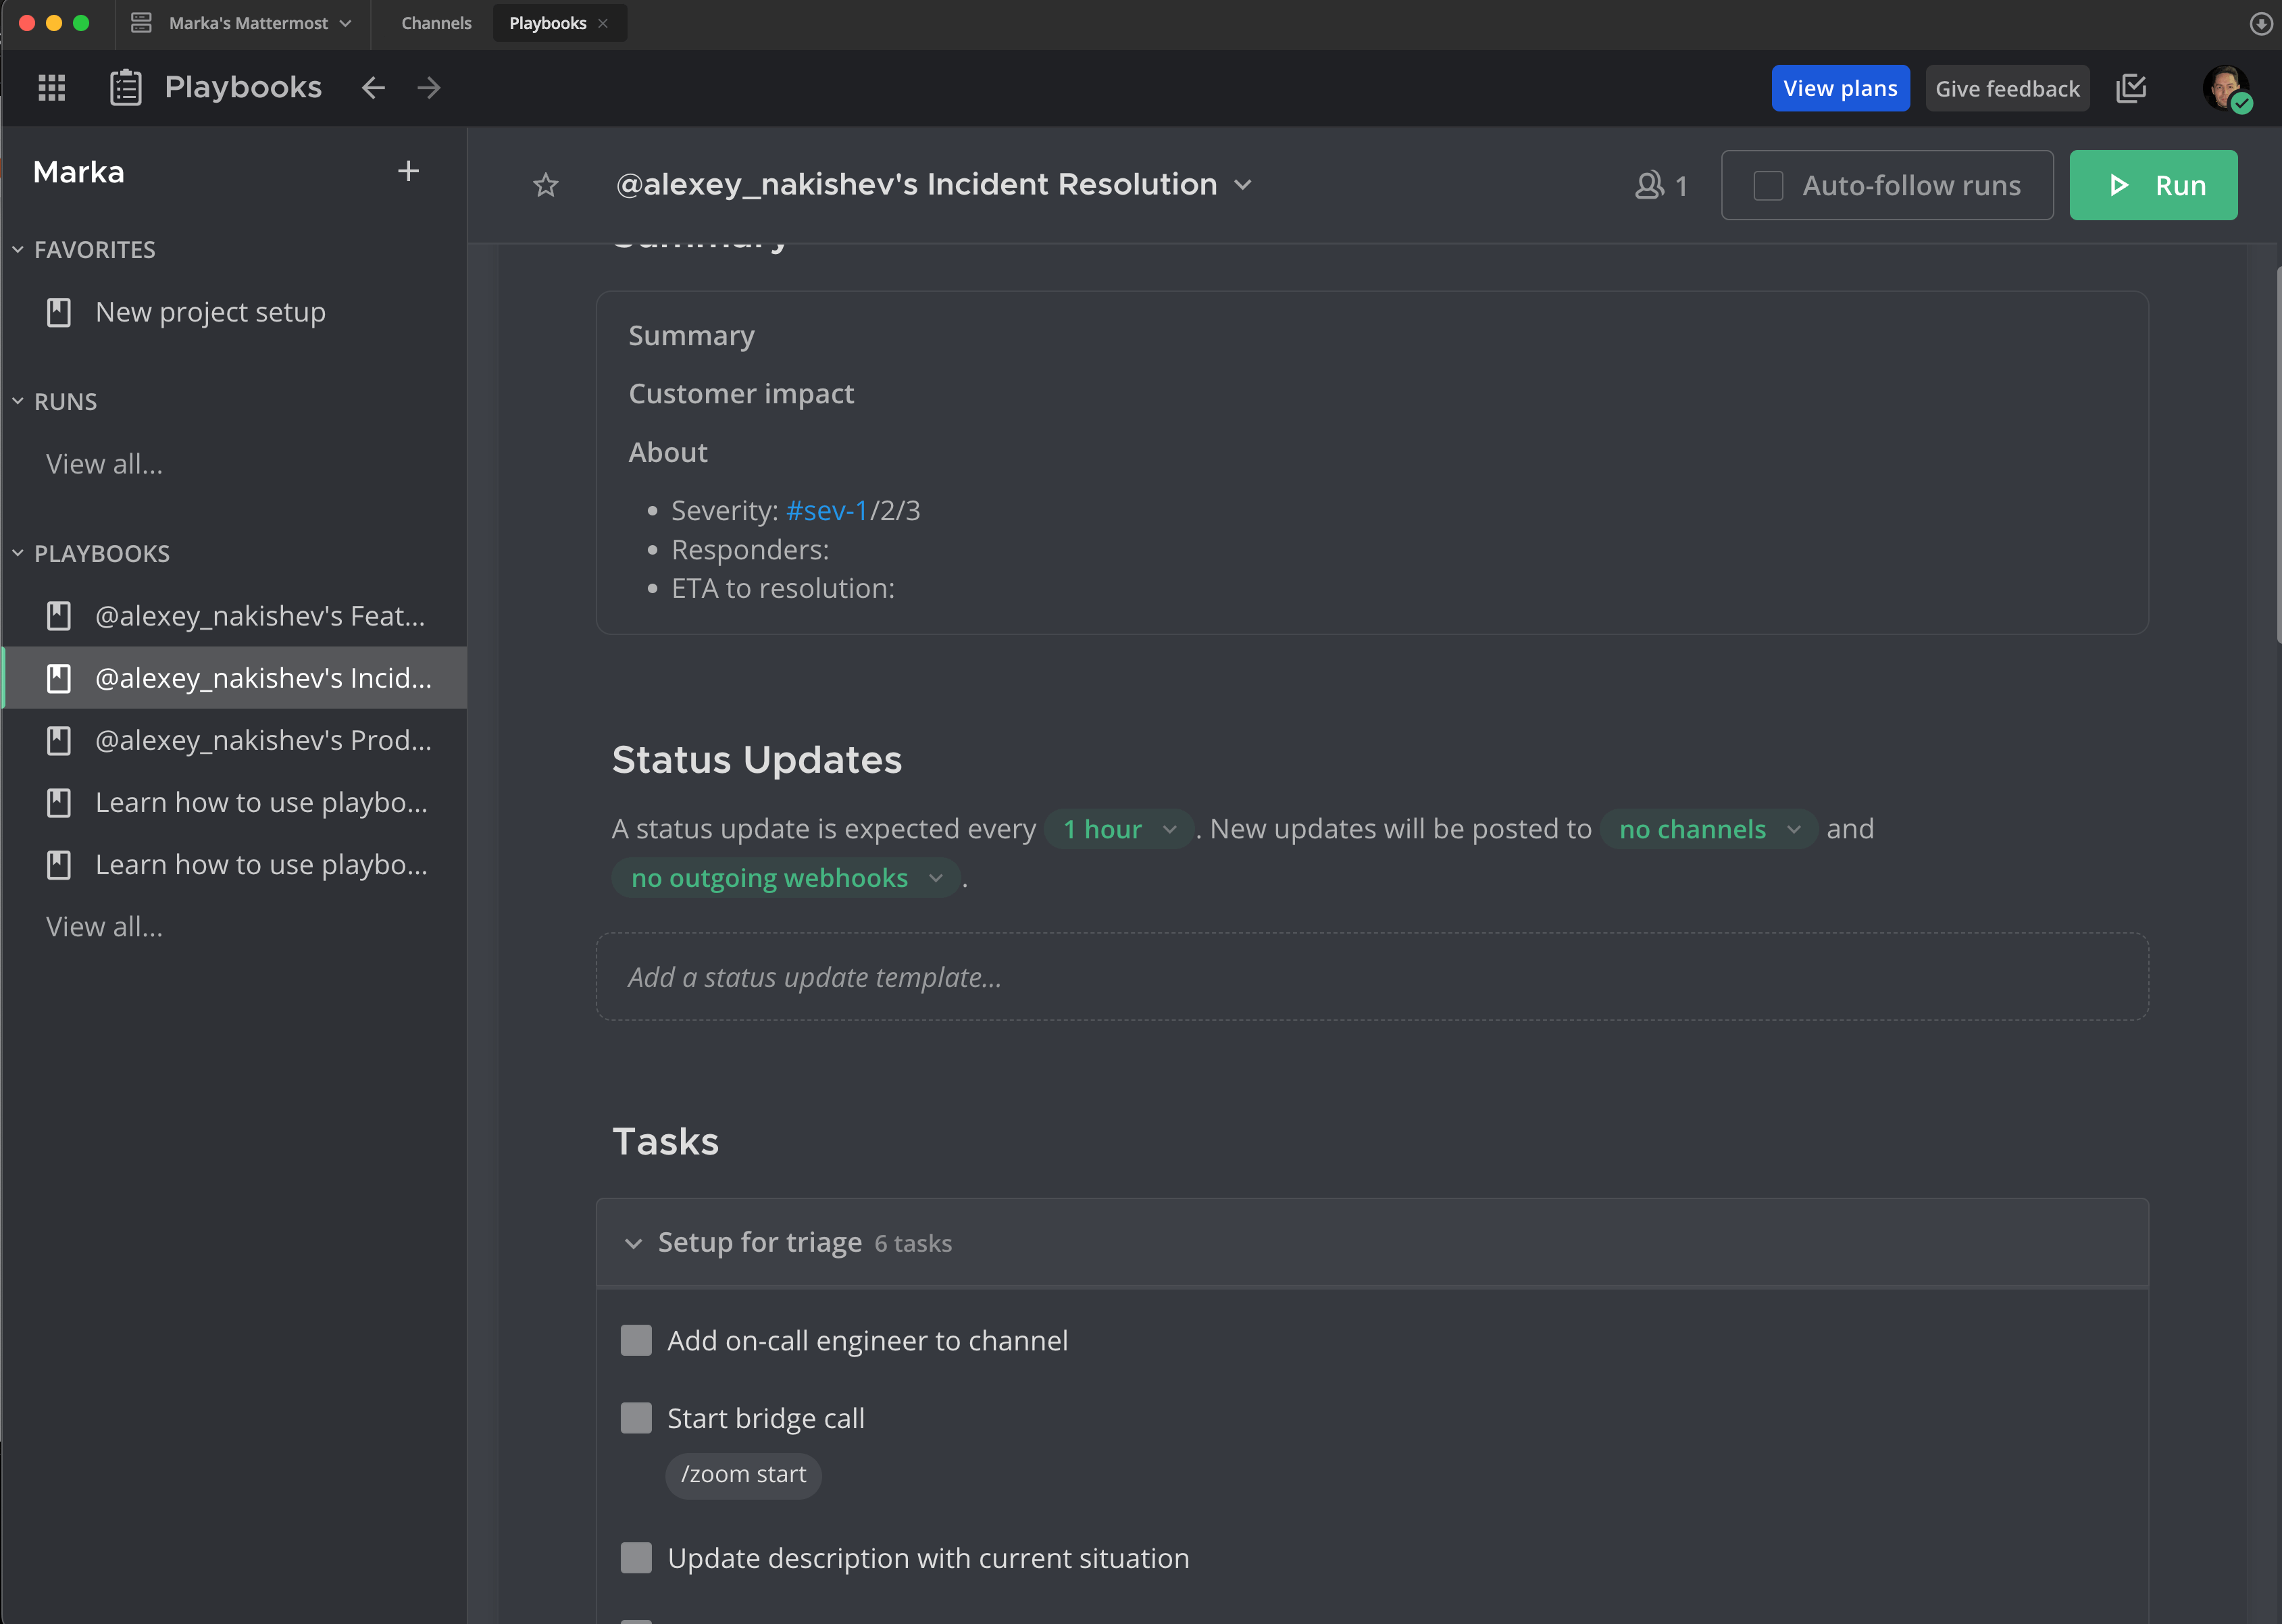 Marka's Mattermost
Channels
Playbooks
Playbooks
View plans
Give feedback
Marka
FAVORITES
New project setup
RUNS
View all...
PLAYBOOKS
@alexey_nakishev's Feat...
@alexey_nakishev's Incid...
@alexey_nakishev's Prod...
Learn how to use playbo...
Learn how to use playbo...
View all...
@alexey_nakishev's Incident Resolution
1
Auto-follow runs
Run
Summary
Summary
Customer impact
About
• Severity: #sev-1/2/3
• Responders:
• ETA to resolution:
Status Updates
A status update is expected every 1 hour . New updates will be posted to no channels and
no outgoing webhooks .
Add a status update template...
Tasks
Setup for triage 6 tasks
Add on-call engineer to channel
Start bridge call
/zoom start
Update description with current situation